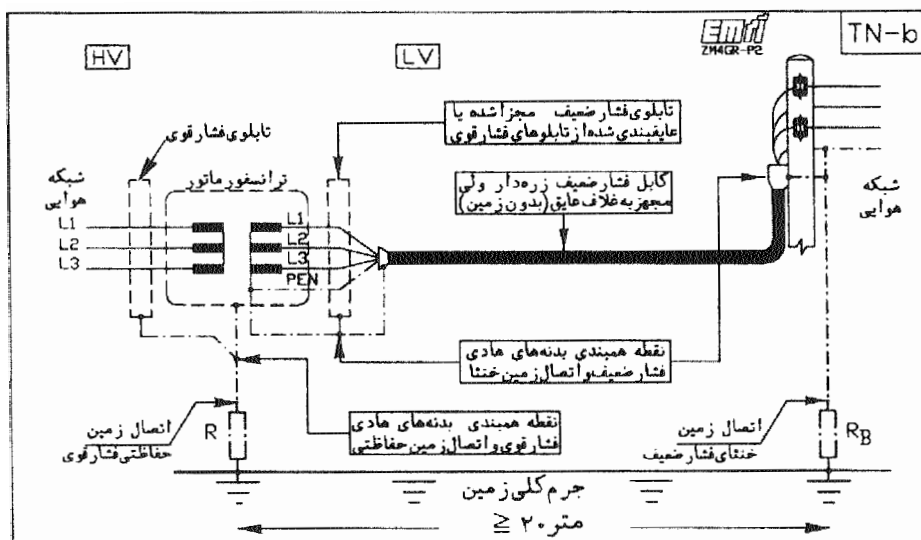 HV
LV
Emfi
ZM4GR-P2
TN-b
تابلوی فشار قوی
تابلوی فشار ضعیف مجزا شده یا
عایقبندی شده از تابلوهای فشار قوی
شبکه
هوایی
ترانسفورماتور
کابل فشار ضعیف زره‌دار ولی
مجهز به غلاف عایق (بدون زمین)
شبکه
هوایی
L1
L2
L3
L1
L2
L3
PEN
نقطه همبندی بدنه‌های هادی
فشار ضعیف و اتصال زمین خنثا
نقطه همبندی بدنه‌های هادی
فشار قوی و اتصال زمین حفاظتی
اتصال زمین
حفاظتی فشار قوی
R
اتصال زمین
خنثای فشار ضعیف
RB
جرم کلی زمین
≧ ۲۰ متر